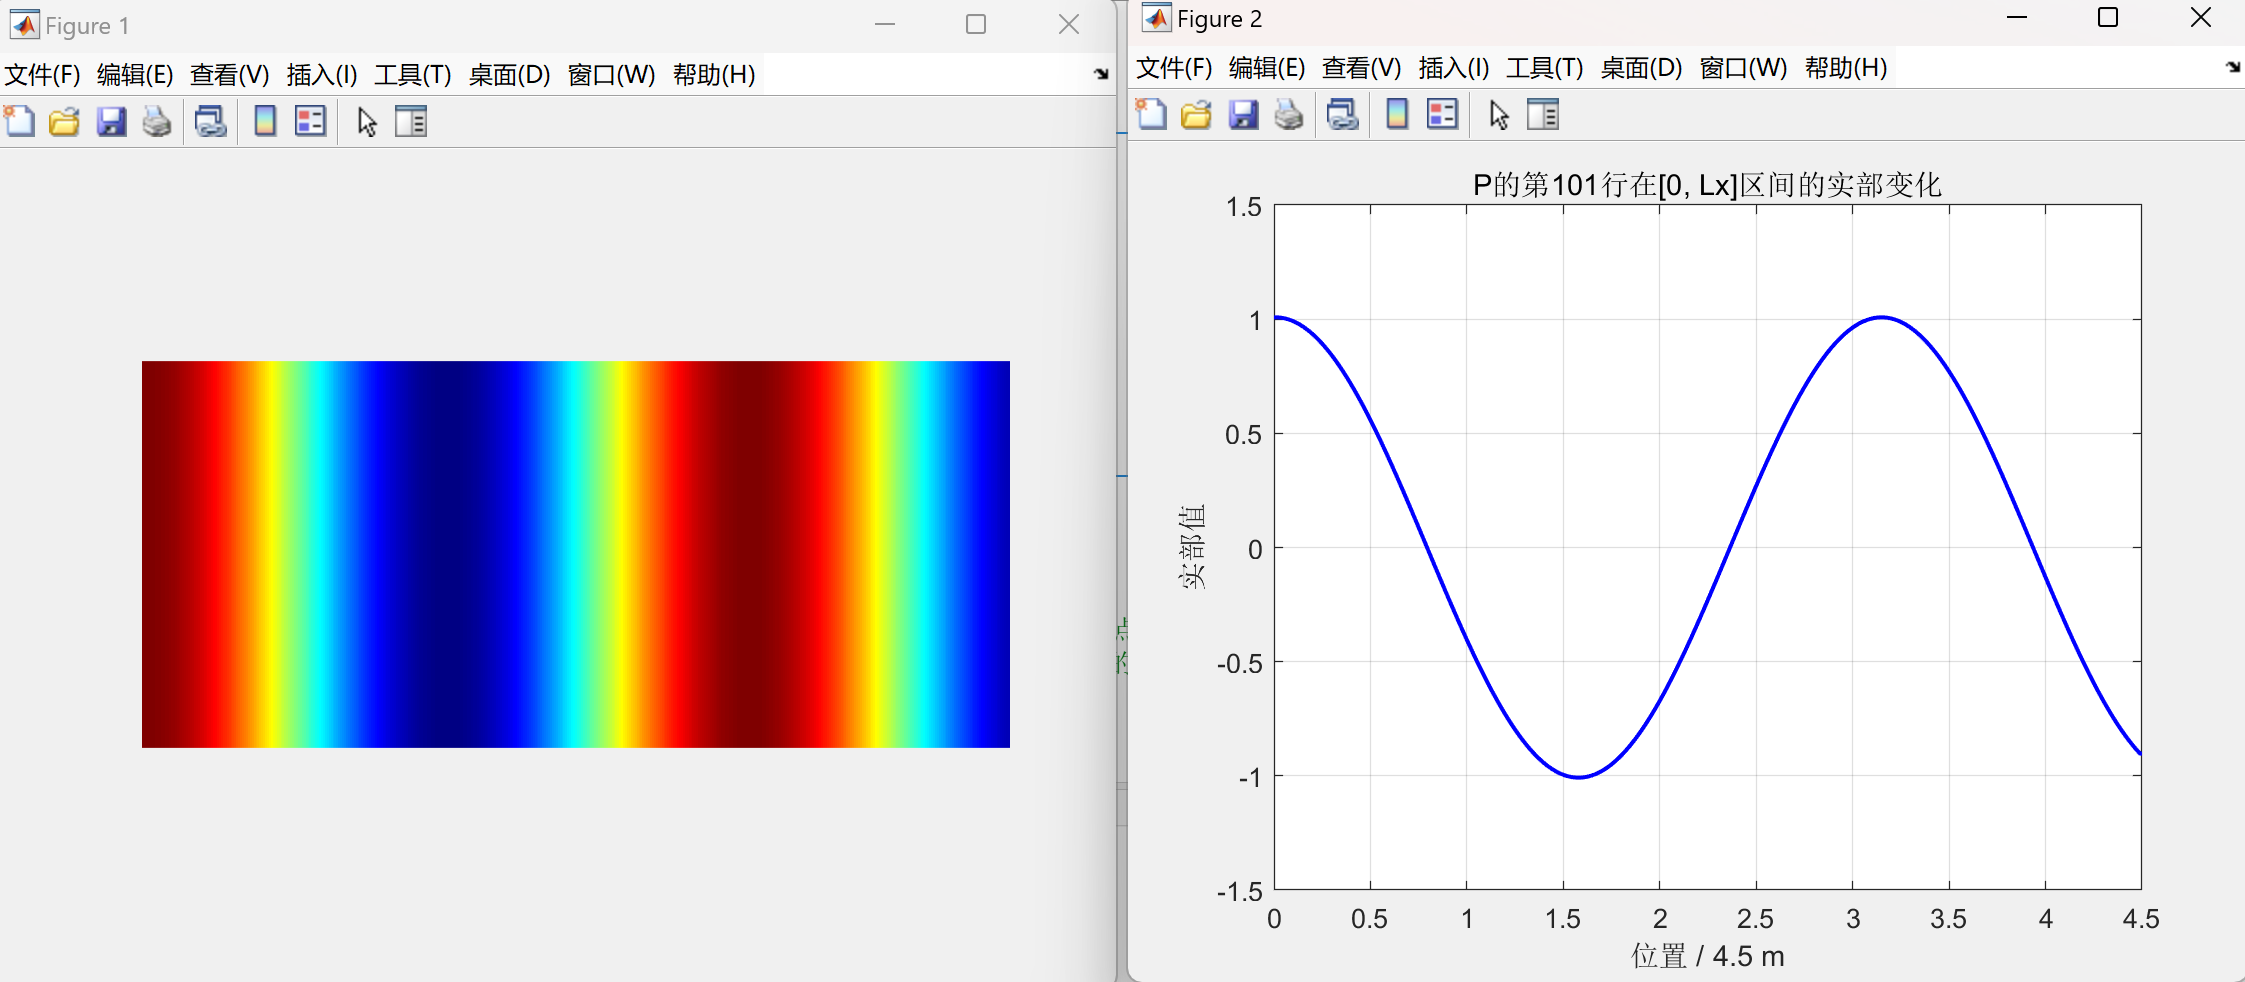 Figure 1
文件(F) 编辑(E) 查看(V) 插入(I) 工具(T) 桌面(D) 窗口(W) 帮助(H)
Figure 2
文件(F) 编辑(E) 查看(V) 插入(I) 工具(T) 桌面(D) 窗口(W) 帮助(H)
P的第101行在[0, Lx]区间的实部变化
1.5
1
0.5
0
-0.5
-1
-1.5
实部值
0 0.5 1 1.5 2 2.5 3 3.5 4 4.5
位置 / 4.5 m